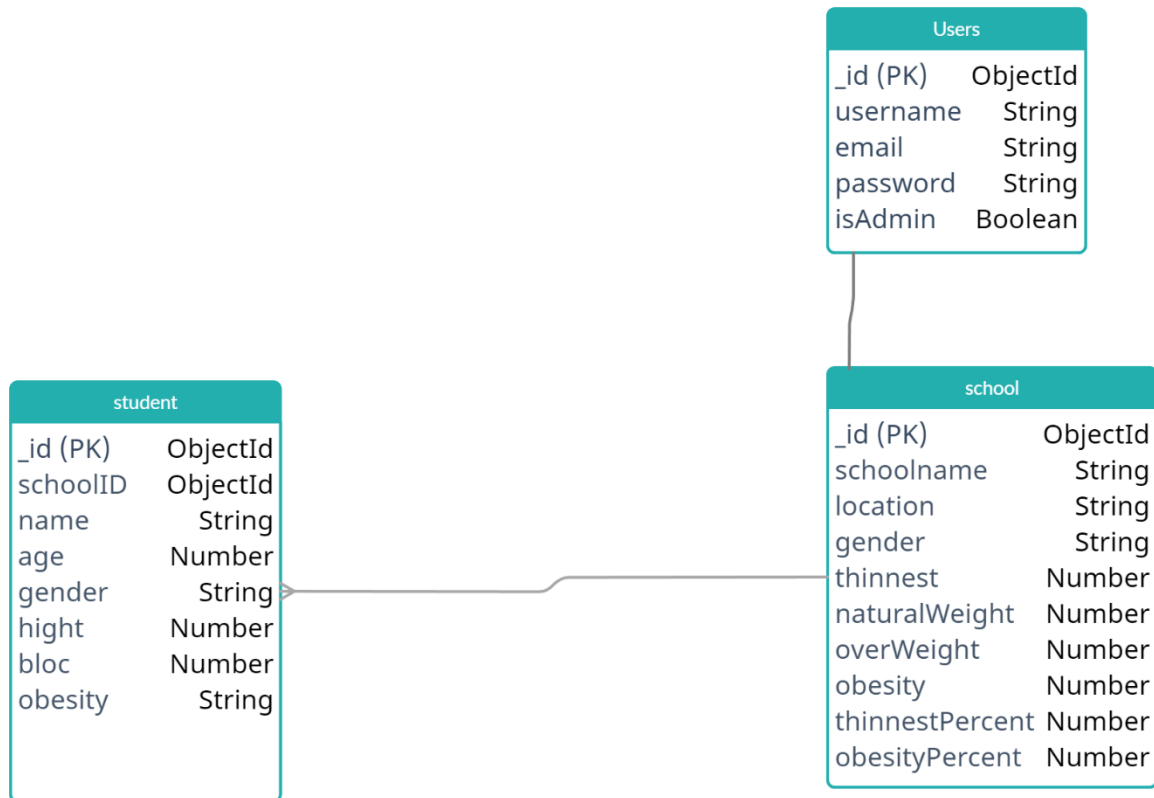 Users
_id (PK) ObjectId
username String
email String
password String
isAdmin Boolean
student
_id (PK) ObjectId
schoolID ObjectId
name String
age Number
gender String
hight Number
bloc Number
obesity String
school
_id (PK) ObjectId
schoolname String
location String
gender String
thinnest Number
naturalWeight Number
overWeight Number
obesity Number
thinnestPercent Number
obesityPercent Number